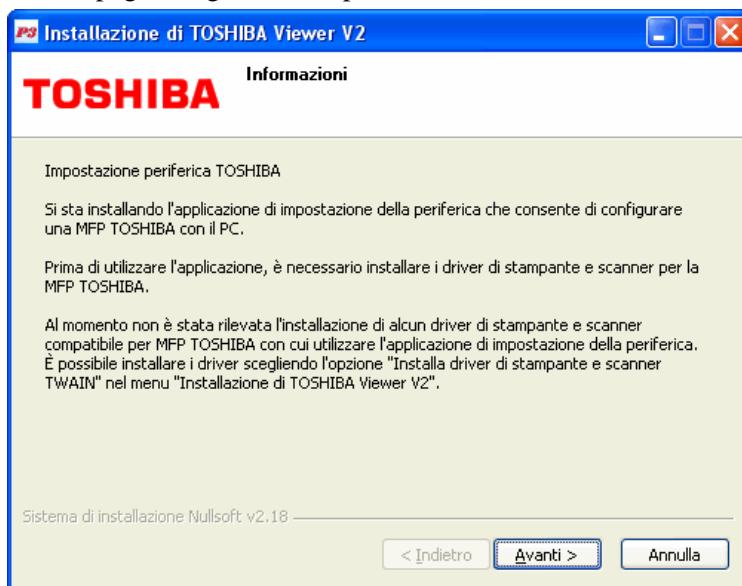 P3 Installazione di TOSHIBA Viewer V2
Informazioni
TOSHIBA
Impostazione periferica TOSHIBA
Si sta installando l'applicazione di impostazione della periferica che consente di configurare
una MFP TOSHIBA con il PC.
Prima di utilizzare l'applicazione, è necessario installare i driver di stampante e scanner per la
MFP TOSHIBA.
Al momento non è stata rilevata l'installazione di alcun driver di stampante e scanner
compatibile per MFP TOSHIBA con cui utilizzare l'applicazione di impostazione della periferica.
È possibile installare i driver scegliendo l'opzione "Installa driver di stampante e scanner
TWAIN" nel menu "Installazione di TOSHIBA Viewer V2".
Sistema di installazione Nullsoft v2.18
< Indietro Avanti > Annulla